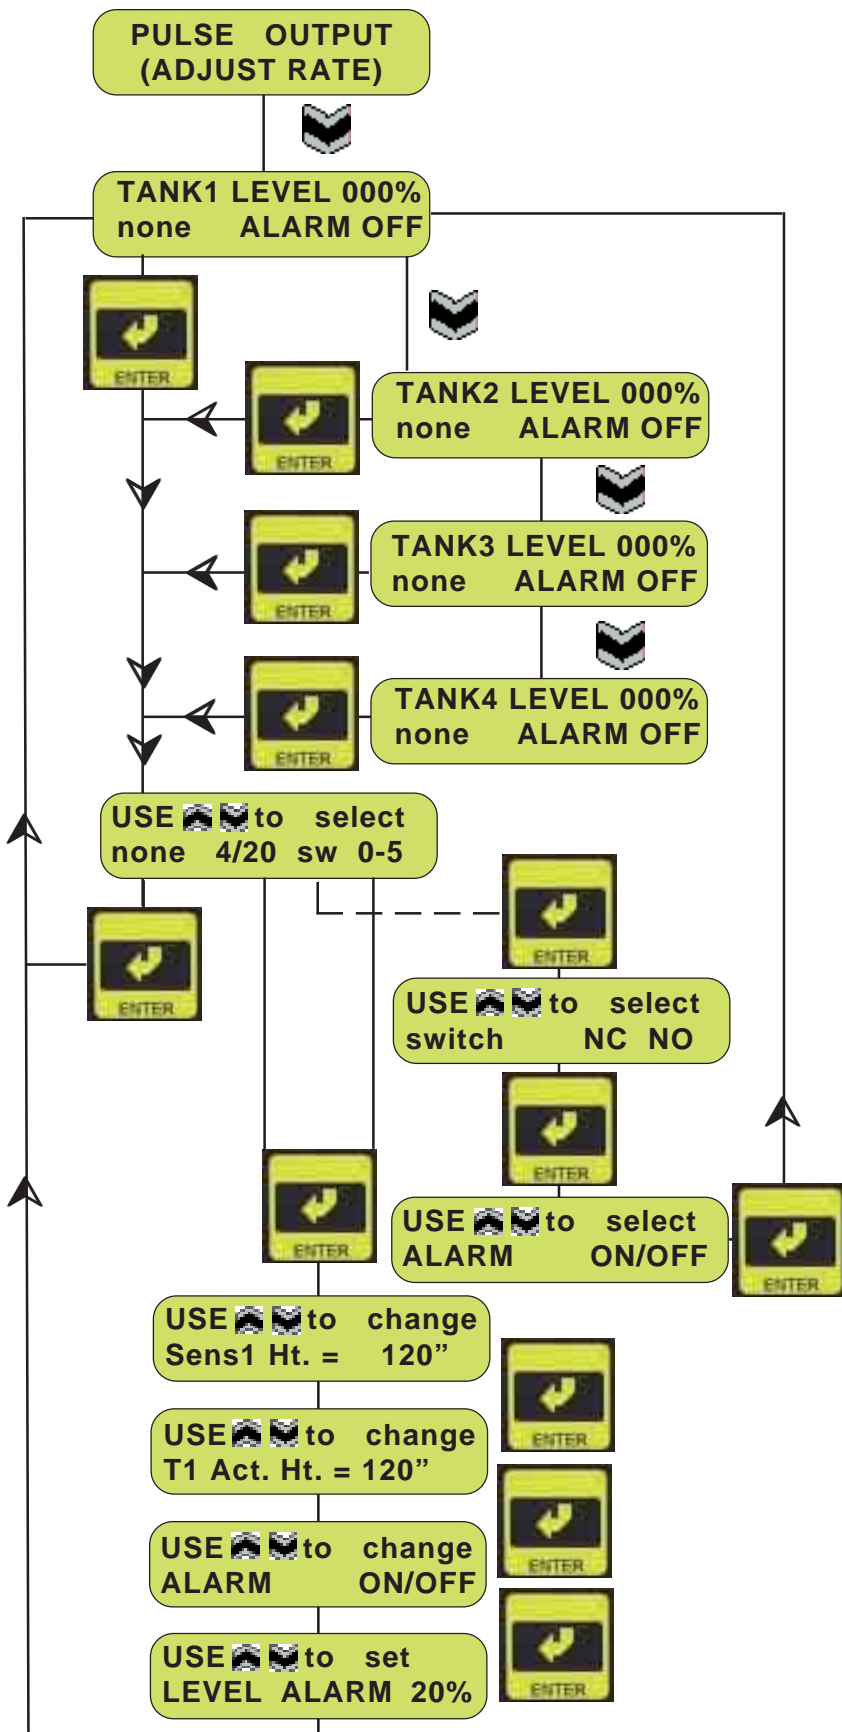 PULSE OUTPUT
(ADJUST RATE)
TANK1 LEVEL 000%
none ALARM OFF
ENTER
TANK2 LEVEL 000%
none ALARM OFF
ENTER
TANK3 LEVEL 000%
none ALARM OFF
ENTER
TANK4 LEVEL 000%
none ALARM OFF
ENTER
USE to select
none 4/20 sw 0-5
ENTER
ENTER
USE to select
switch NC NO
ENTER
USE to select
ALARM ON/OFF
ENTER
ENTER
USE to change
Sens1 Ht. = 120”
ENTER
USE to change
T1 Act. Ht. = 120”
ENTER
USE to change
ALARM ON/OFF
ENTER
USE to set
LEVEL ALARM 20%